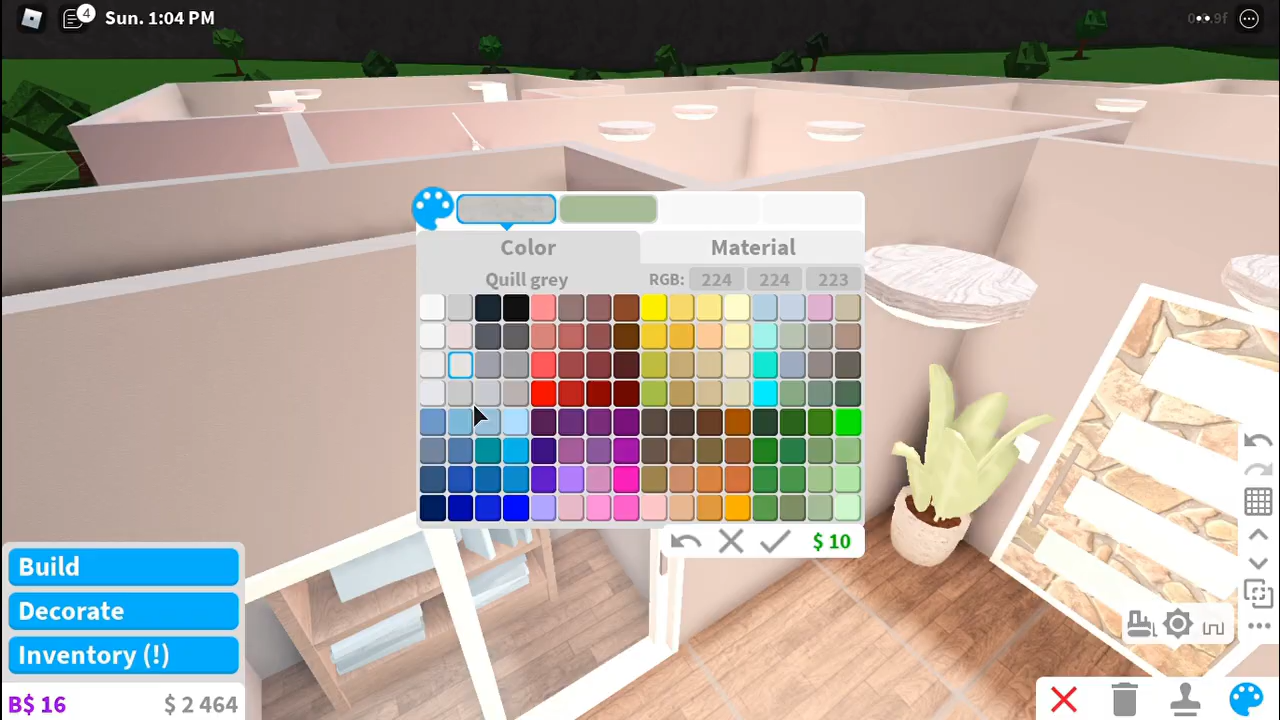 4
Sun. 1:04 PM
Color
Material
Quill grey
RGB: 224 224 223
$ 10
Build
Decorate
Inventory (!)
B$ 16
$ 2 464